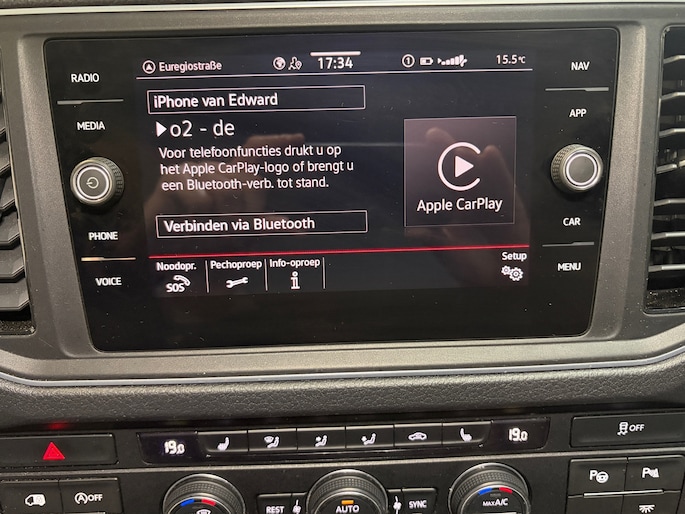 RADIO
MEDIA
PHONE
VOICE
Euregiostraße 17:34 1 15.5°C
iPhone van Edward
o2 - de
Voor telefoonfuncties drukt u op
het Apple CarPlay-logo of brengt u
een Bluetooth-verb. tot stand.
Verbinden via Bluetooth
Apple CarPlay
Noodopr. Pechoproep Info-oproep Setup
SOS i
NAV
APP
CAR
MENU
19.0 19.0 OFF
A OFF REST AUTO SYNC MAX A/C P P